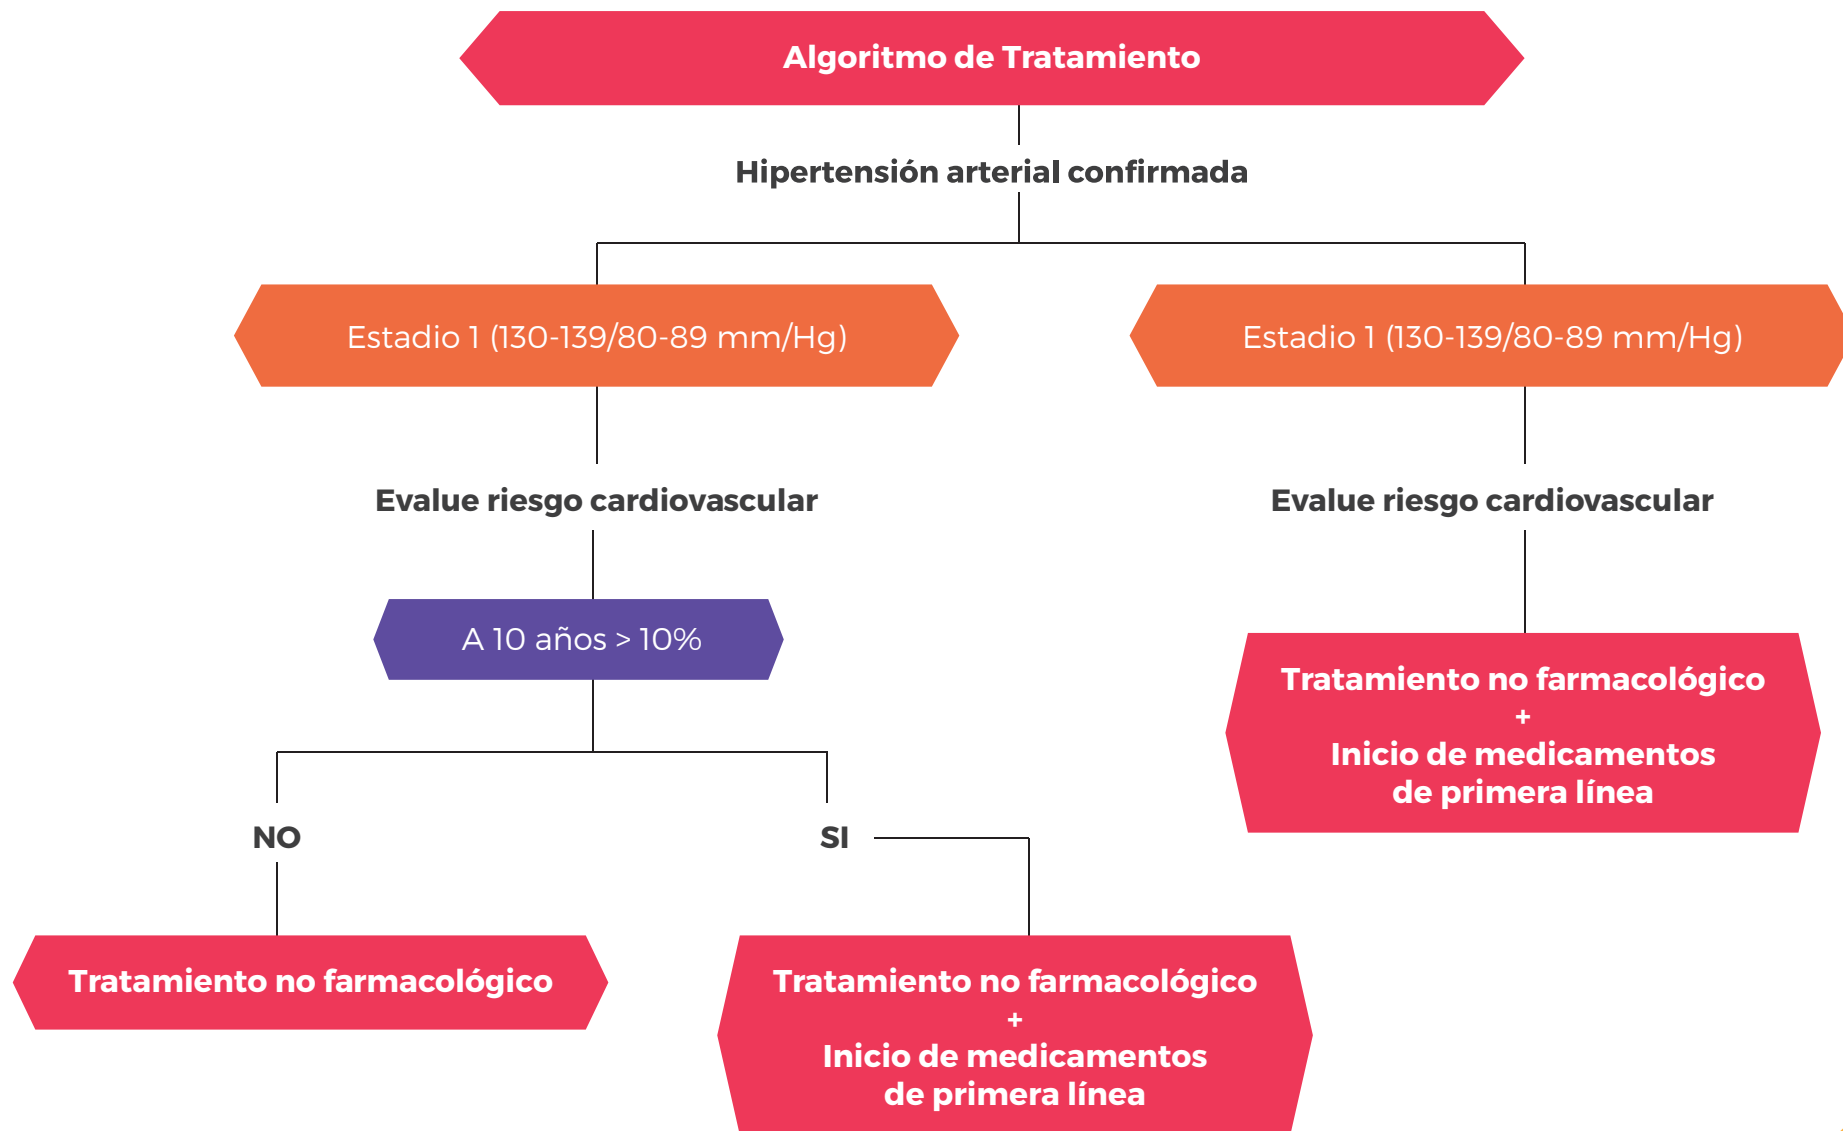 Algoritmo de Tratamiento
Hipertensión arterial confirmada
Estadio 1 (130-139/80-89 mm/Hg)
Estadio 1 (130-139/80-89 mm/Hg)
Evalue riesgo cardiovascular
Evalue riesgo cardiovascular
A 10 años > 10%
Tratamiento no farmacológico
+
Inicio de medicamentos
de primera línea
NO
SI
Tratamiento no farmacológico
Tratamiento no farmacológico
+
Inicio de medicamentos
de primera línea